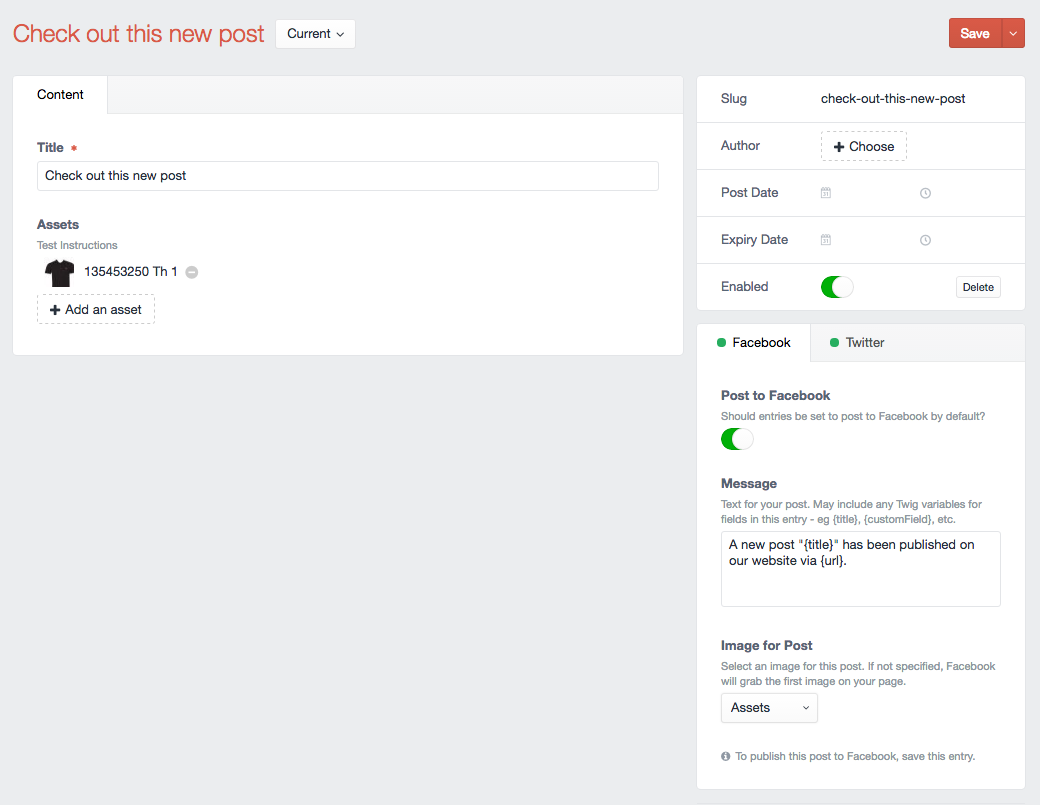 Check out this new post
Current
Save
Content
Title *
Check out this new post
Assets
Test Instructions
135453250 Th 1
Add an asset
Slug
check-out-this-new-post
Author
Choose
Post Date
31
Expiry Date
31
Enabled
Delete
Facebook
Twitter
Post to Facebook
Should entries be set to post to Facebook by default?
Message
Text for your post. May include any Twig variables for
fields in this entry - eg {title}, {customField}, etc.
A new post "{title}" has been published on
our website via {url}.
Image for Post
Select an image for this post. If not specified, Facebook
will grab the first image on your page.
Assets
To publish this post to Facebook, save this entry.